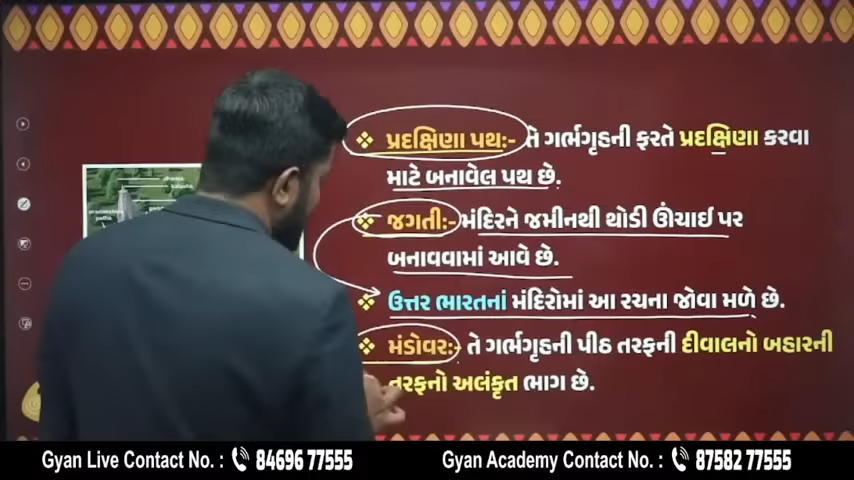 ❖ પ્રદક્ષિણા પથ:- તે ગર્ભગૃહની ફરતે પ્રદક્ષિણા કરવા
માટે બનાવેલ પથ છે.
❖ જગતી:- મંદિરને જમીનથી થોડી ઊંચાઈ પર
બનાવવામાં આવે છે.
❖ ઉત્તર ભારતનાં મંદિરોમાં આ રચના જોવા મળે છે.
❖ મંડોવર:- તે ગર્ભગૃહની પીઠ તરફની દીવાલનો બહારની
તરફનો અલંકૃત ભાગ છે.
Gyan Live Contact No. : 84696 77555
Gyan Academy Contact No. : 87582 77555